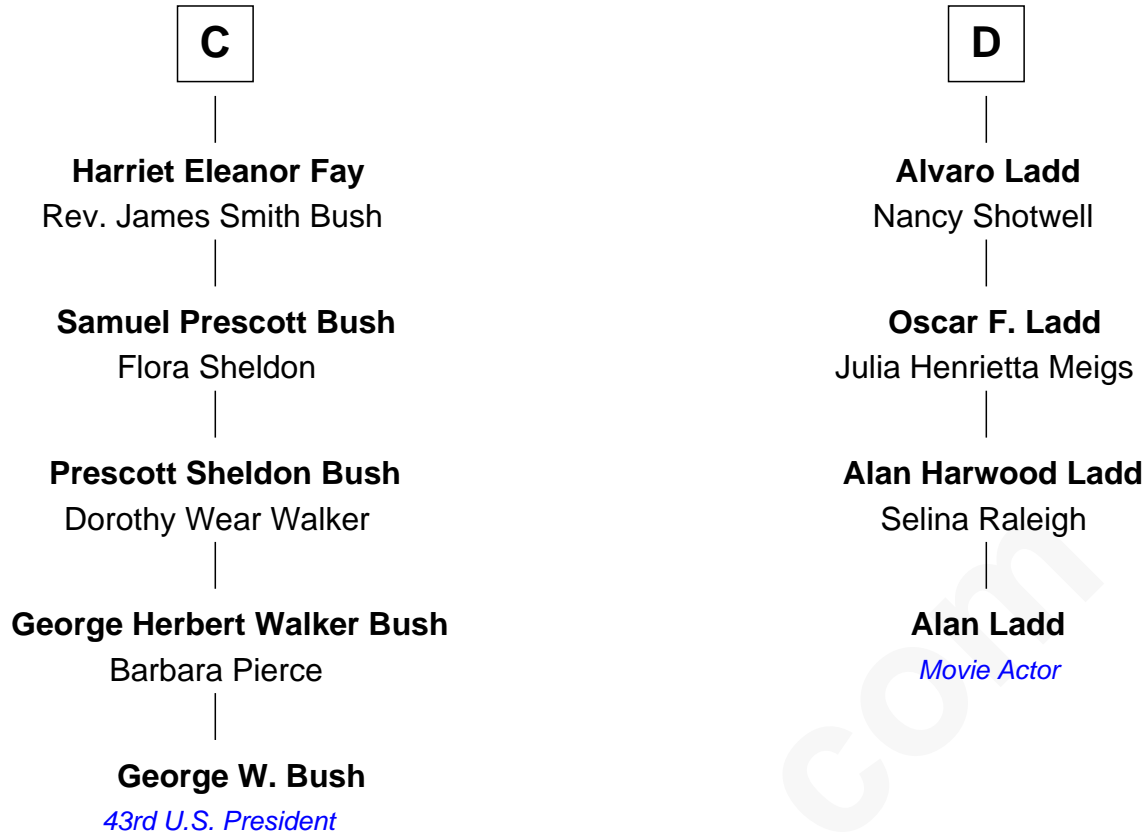 C
Harriet Eleanor Fay
Rev. James Smith Bush
Samuel Prescott Bush
Flora Sheldon
Prescott Sheldon Bush
Dorothy Wear Walker
George Herbert Walker Bush
Barbara Pierce
George W. Bush
43rd U.S. President
D
Alvaro Ladd
Nancy Shotwell
Oscar F. Ladd
Julia Henrietta Meigs
Alan Harwood Ladd
Selina Raleigh
Alan Ladd
Movie Actor
com